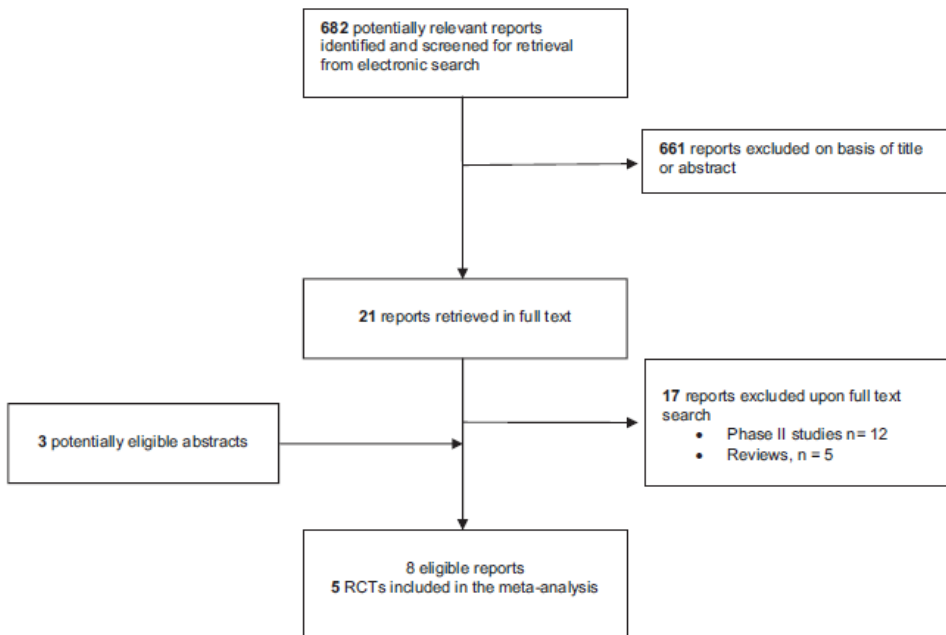 682 potentially relevant reports
identified and screened for retrieval
from electronic search
661 reports excluded on basis of title
or abstract
21 reports retrieved in full text
17 reports excluded upon full text
search
• Phase II studies n= 12
• Reviews, n = 5
3 potentially eligible abstracts
8 eligible reports
5 RCTs included in the meta-analysis